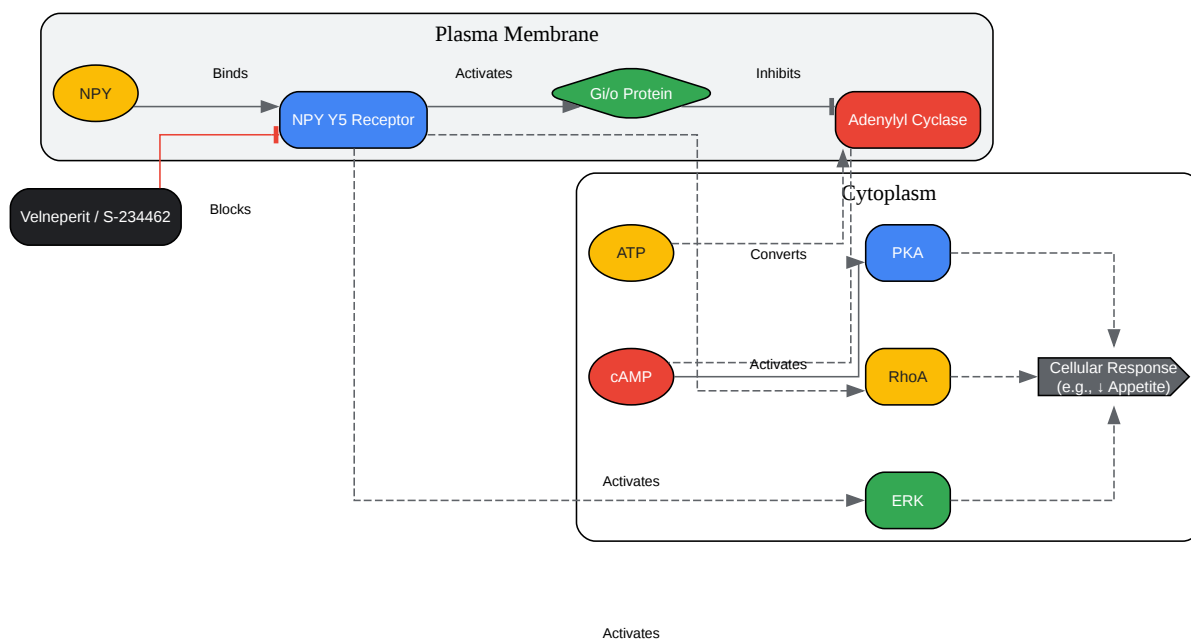 Plasma Membrane
Binds
Activates
Inhibits
NPY
Gi/o Protein
NPY Y5 Receptor
Adenylyl Cyclase
Velneperit / S-234462
Blocks
Cytoplasm
ATP
Converts
PKA
cAMP
Activates
RhoA
Cellular Response
(e.g., ↓ Appetite)
Activates
ERK
Activates